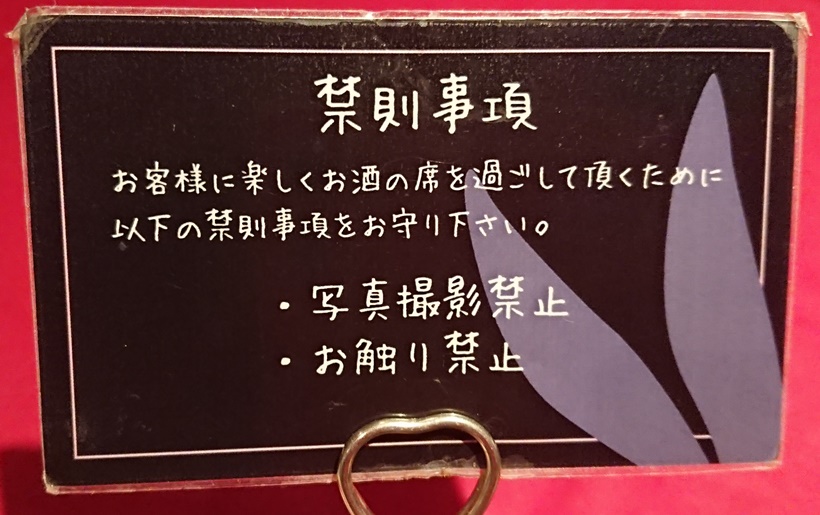 禁則事項
お客様に楽しくお酒の席を過ごして頂くために
以下の禁則事項をお守り下さい。
・写真撮影禁止
・お触り禁止